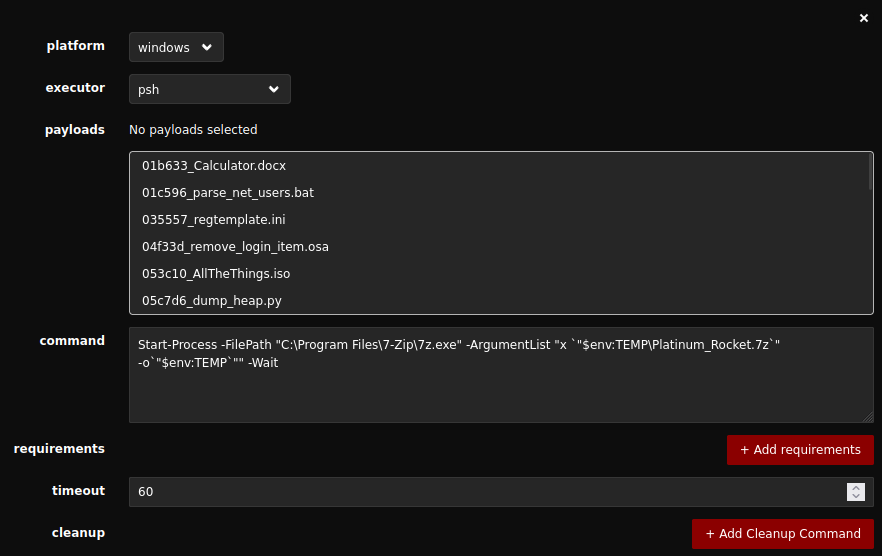 ×
platform windows
executor psh
payloads No payloads selected
01b633_Calculator.docx
01c596_parse_net_users.bat
035557_regtemplate.ini
04f33d_remove_login_item.osa
053c10_AllTheThings.iso
05c7d6_dump_heap.py
command Start-Process -FilePath "C:\Program Files\7-Zip\7z.exe" -ArgumentList "x `"$env:TEMP\Platinum_Rocket.7z`"
-o`"$env:TEMP`"" -Wait
requirements + Add requirements
timeout 60
cleanup + Add Cleanup Command